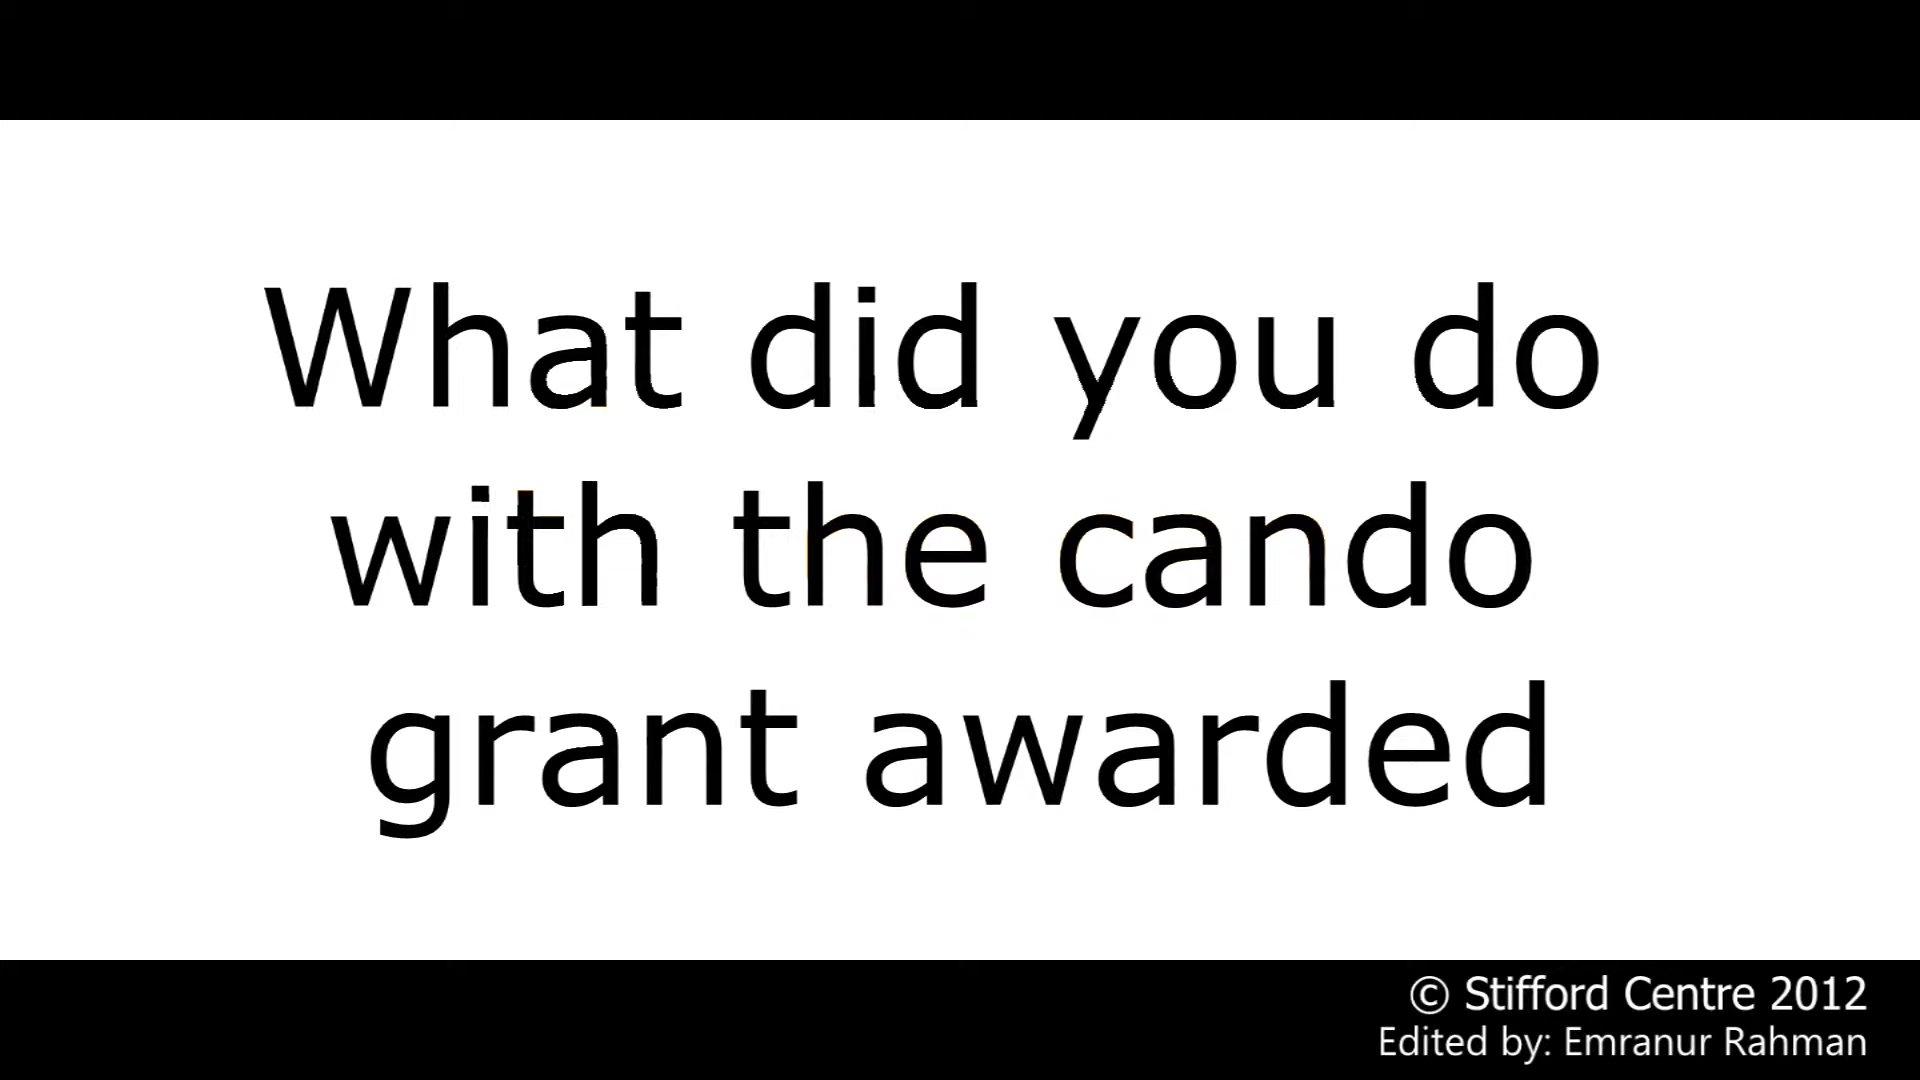 What did you do
with the cando
grant awarded
© Stifford Centre 2012
Edited by: Emranur Rahman